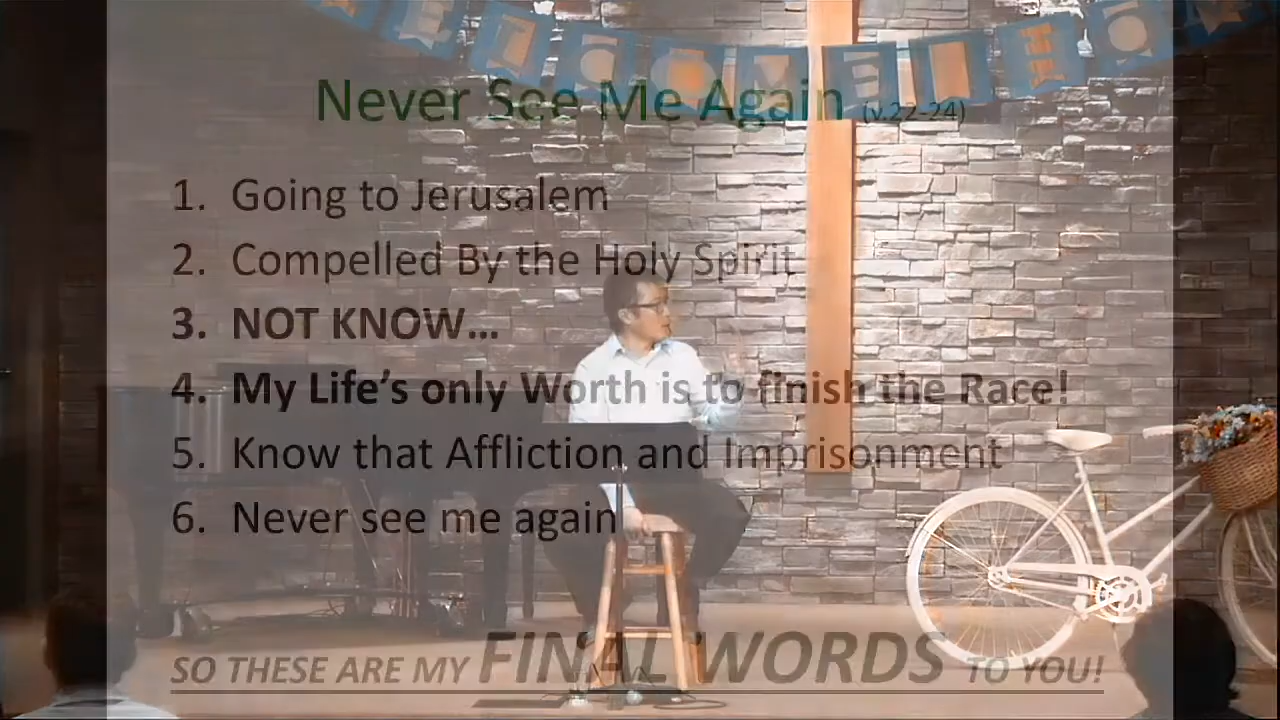 Never See Me Again (v.22-24)
1. Going to Jerusalem
2. Compelled By the Holy Spirit
3. NOT KNOW...
4. My Life's only Worth is to finish the Race!
5. Know that Affliction and Imprisonment
6. Never see me again
SO THESE ARE MY FINAL WORDS TO YOU!